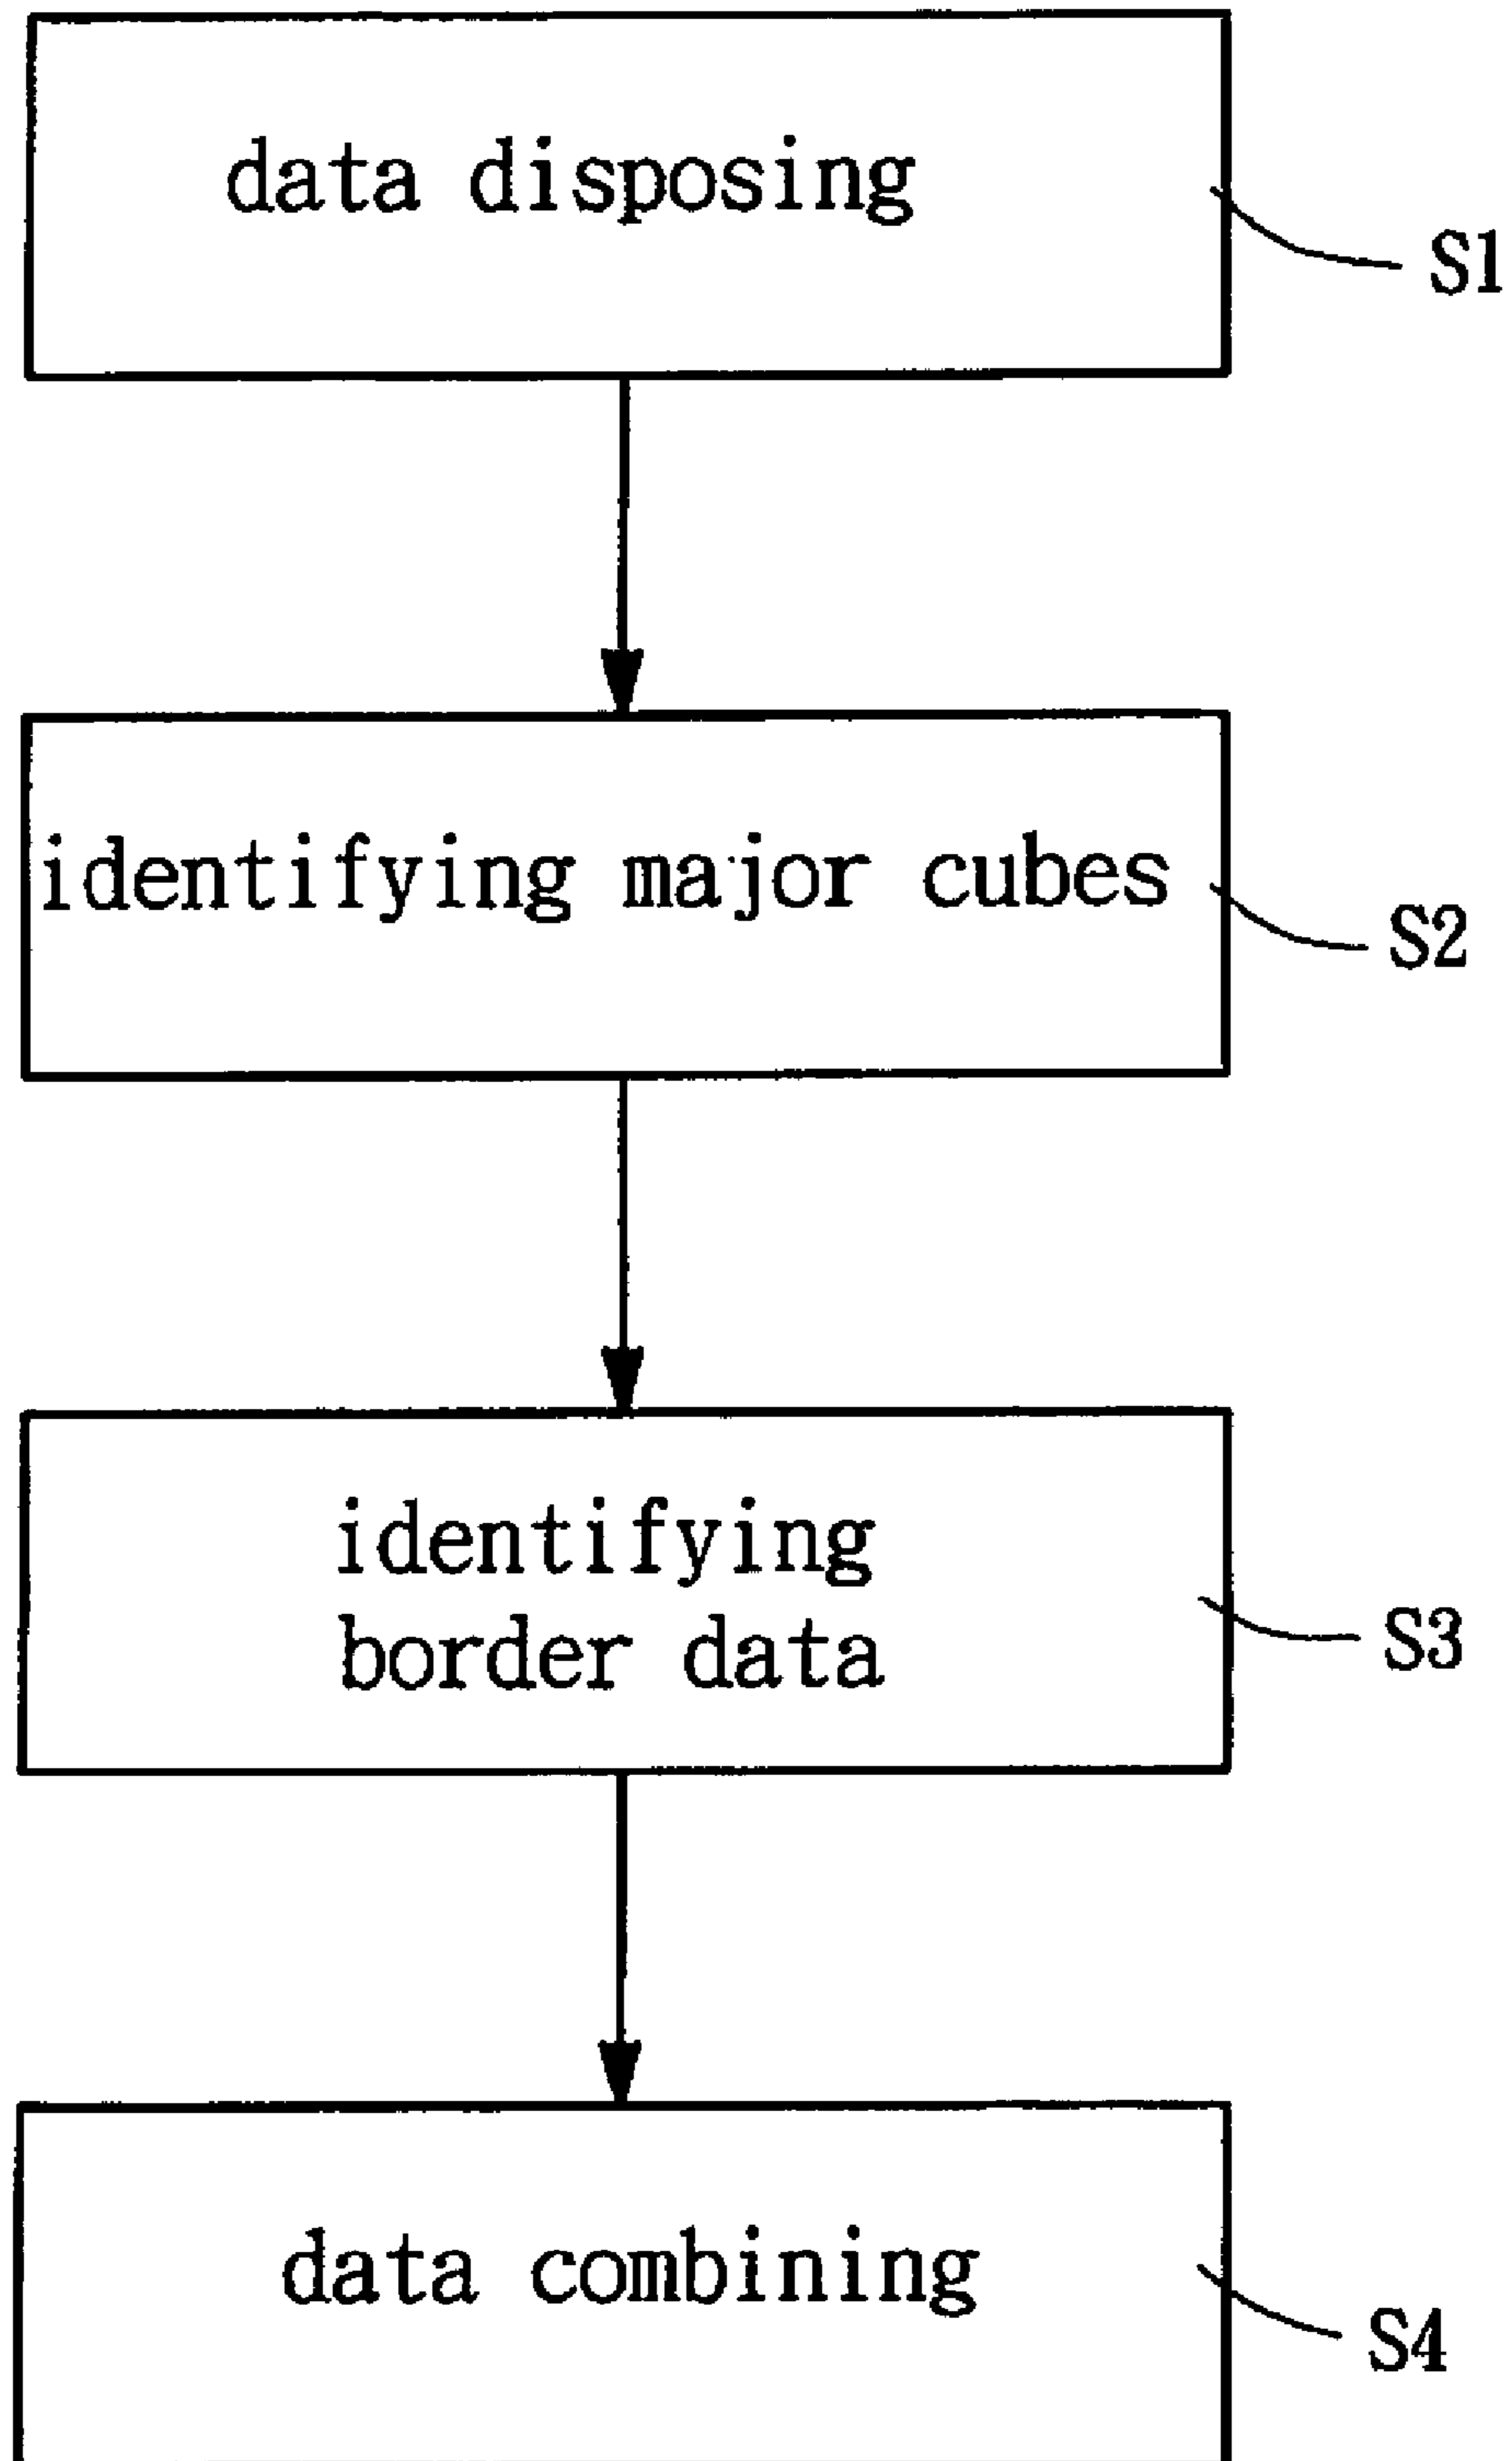 data disposing
S1
identifying major cubes
S2
identifying
border data
S3
data combining
S4